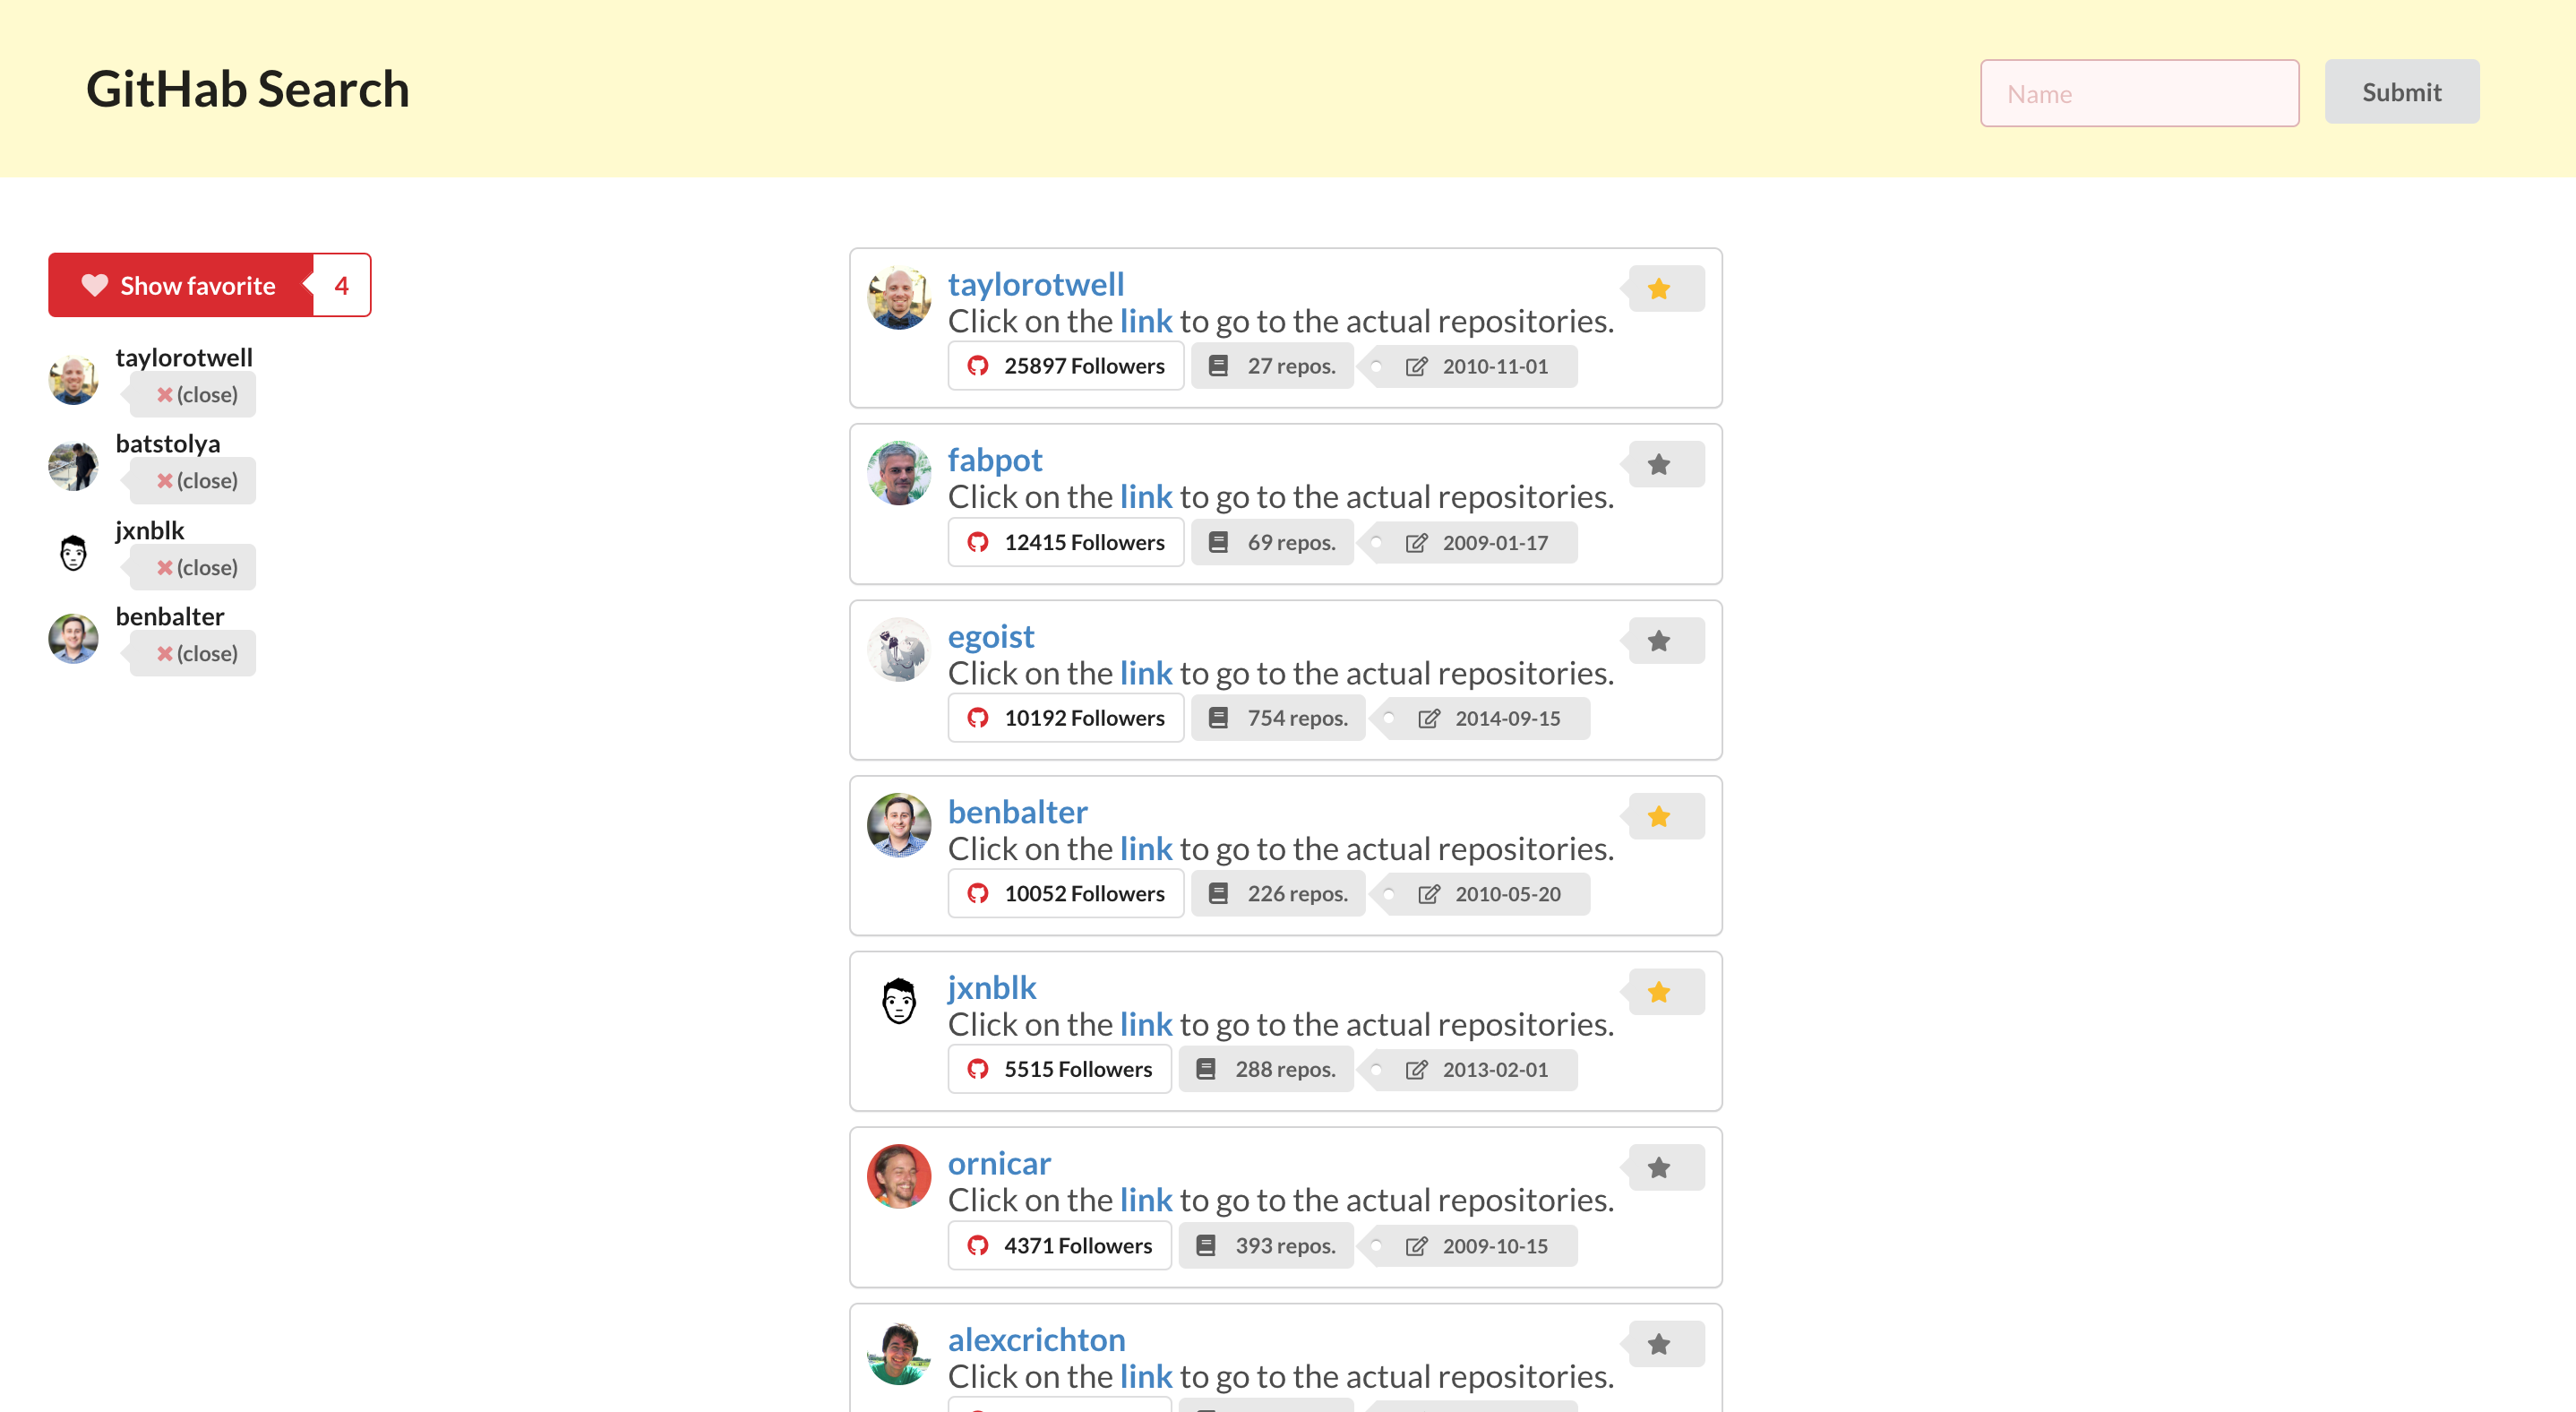 GitHab Search
Name
Submit
Show favorite 4
taylorotwell
(close)
batstolya
(close)
jxnblk
(close)
benbalter
(close)
taylorotwell
Click on the link to go to the actual repositories.
25897 Followers 27 repos. 2010-11-01
fabpot
Click on the link to go to the actual repositories.
12415 Followers 69 repos. 2009-01-17
egoist
Click on the link to go to the actual repositories.
10192 Followers 754 repos. 2014-09-15
benbalter
Click on the link to go to the actual repositories.
10052 Followers 226 repos. 2010-05-20
jxnblk
Click on the link to go to the actual repositories.
5515 Followers 288 repos. 2013-02-01
ornicar
Click on the link to go to the actual repositories.
4371 Followers 393 repos. 2009-10-15
alexcrichton
Click on the link to go to the actual repositories.